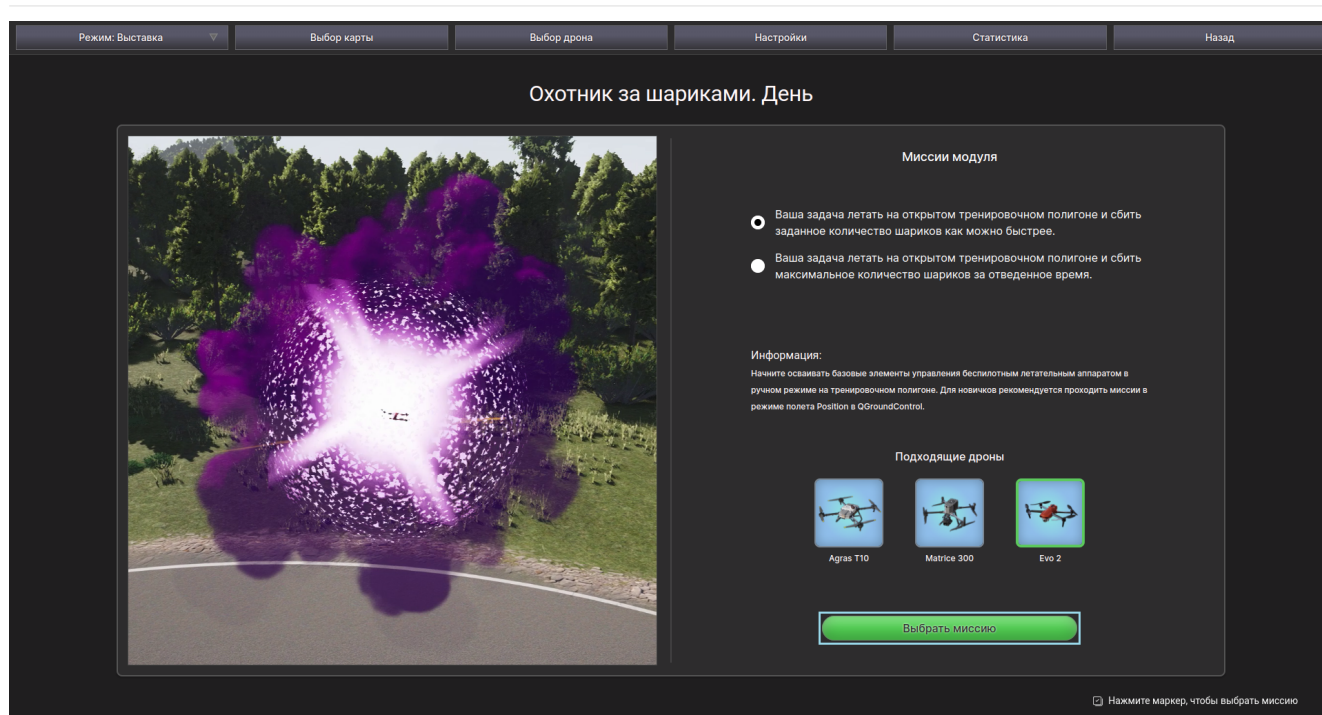 Режим: Выставка
Выбор карты
Выбор дрона
Настройки
Статистика
Назад
Охотник за шариками. День
Миссии модуля
Ваша задача летать на открытом тренировочном полигоне и сбить
заданное количество шариков как можно быстрее.
Ваша задача летать на открытом тренировочном полигоне и сбить
максимальное количество шариков за отведенное время.
Информация:
Начните осваивать базовые элементы управления беспилотным летательным аппаратом в
ручном режиме на тренировочном полигоне. Для новичков рекомендуется проходить миссии в
режиме полета Position в QGroundControl.
Подходящие дроны
Agras T10
Matrice 300
Evo 2
Выбрать миссию
Нажмите маркер, чтобы выбрать миссию